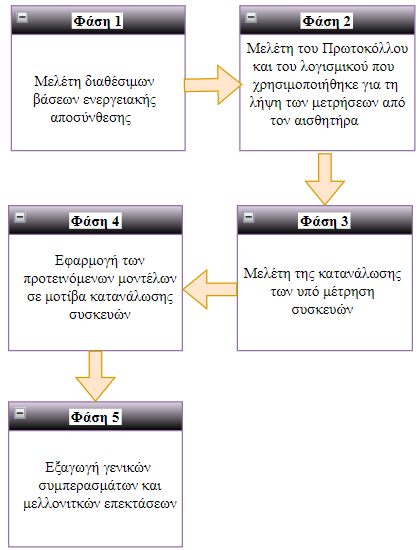 Φάση 1
Μελέτη διαθέσιμων
βάσεων ενεργειακής
αποσύνθεσης
Φάση 2
Μελέτη του Πρωτοκόλλου
και του λογισμικού που
χρησιμοποιήθηκε για τη
λήψη των μετρήσεων από
τον αισθητήρα
Φάση 3
Μελέτη της κατανάλωσης
των υπό μέτρηση
συσκευών
Φάση 4
Εφαρμογή των
προτεινόμενων μοντέλων
σε μοτίβα κατανάλωσης
συσκευών
Φάση 5
Εξαγωγή γενικών
συμπερασμάτων και
μελλονιτκών επεκτάσεων